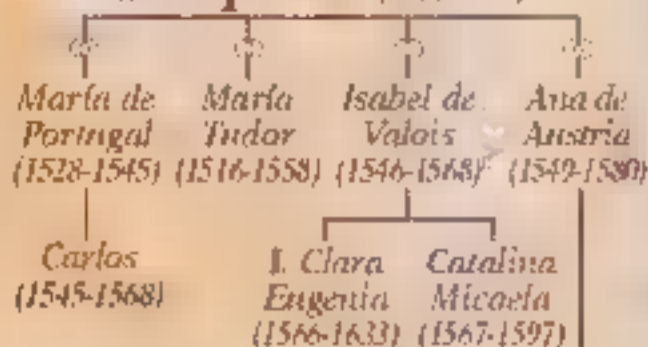 María de
Portugal
(1528-1545)
María
Tudor
(1516-1558)
Isabel de
Valois
(1546-1568)
Ana de
Austria
(1549-1580)
Carlos
(1545-1568)
I. Clara
Eugenia
(1566-1633)
Catalina
Micaela
(1567-1597)